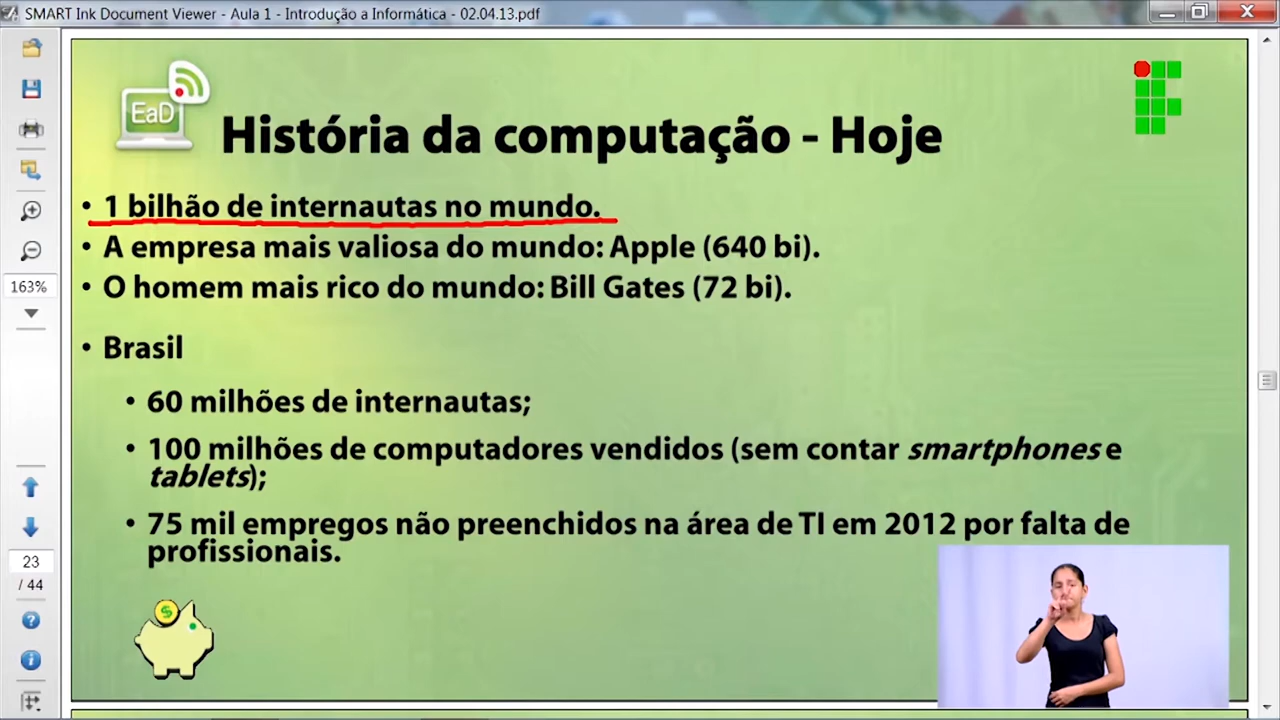 SMART Ink Document Viewer - Aula 1 - Introdução a Informática - 02.04.13.pdf
EaD
História da computação - Hoje
• 1 bilhão de internautas no mundo.
• A empresa mais valiosa do mundo: Apple (640 bi).
• O homem mais rico do mundo: Bill Gates (72 bi).
163%
• Brasil
• 60 milhões de internautas;
• 100 milhões de computadores vendidos (sem contar smartphones e
tablets);
• 75 mil empregos não preenchidos na área de TI em 2012 por falta de
profissionais.
23
/ 44
$